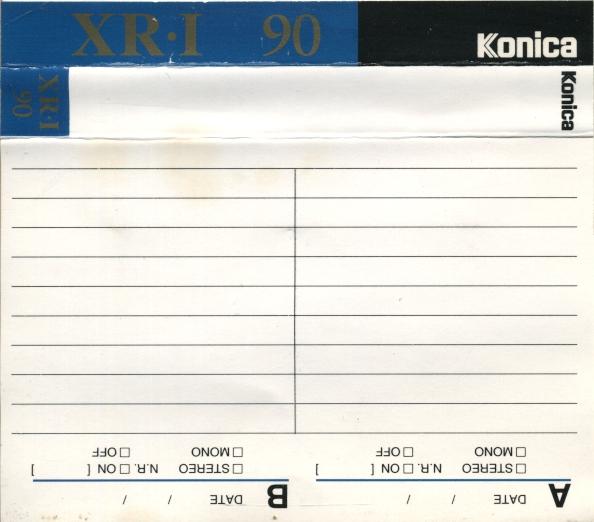 XR·I 90 Konica
XR·I
90
Konica
A DATE / /
☐ STEREO N.R. ☐ ON [ ]
☐ MONO ☐ OFF
B DATE / /
☐ STEREO N.R. ☐ ON [ ]
☐ MONO ☐ OFF